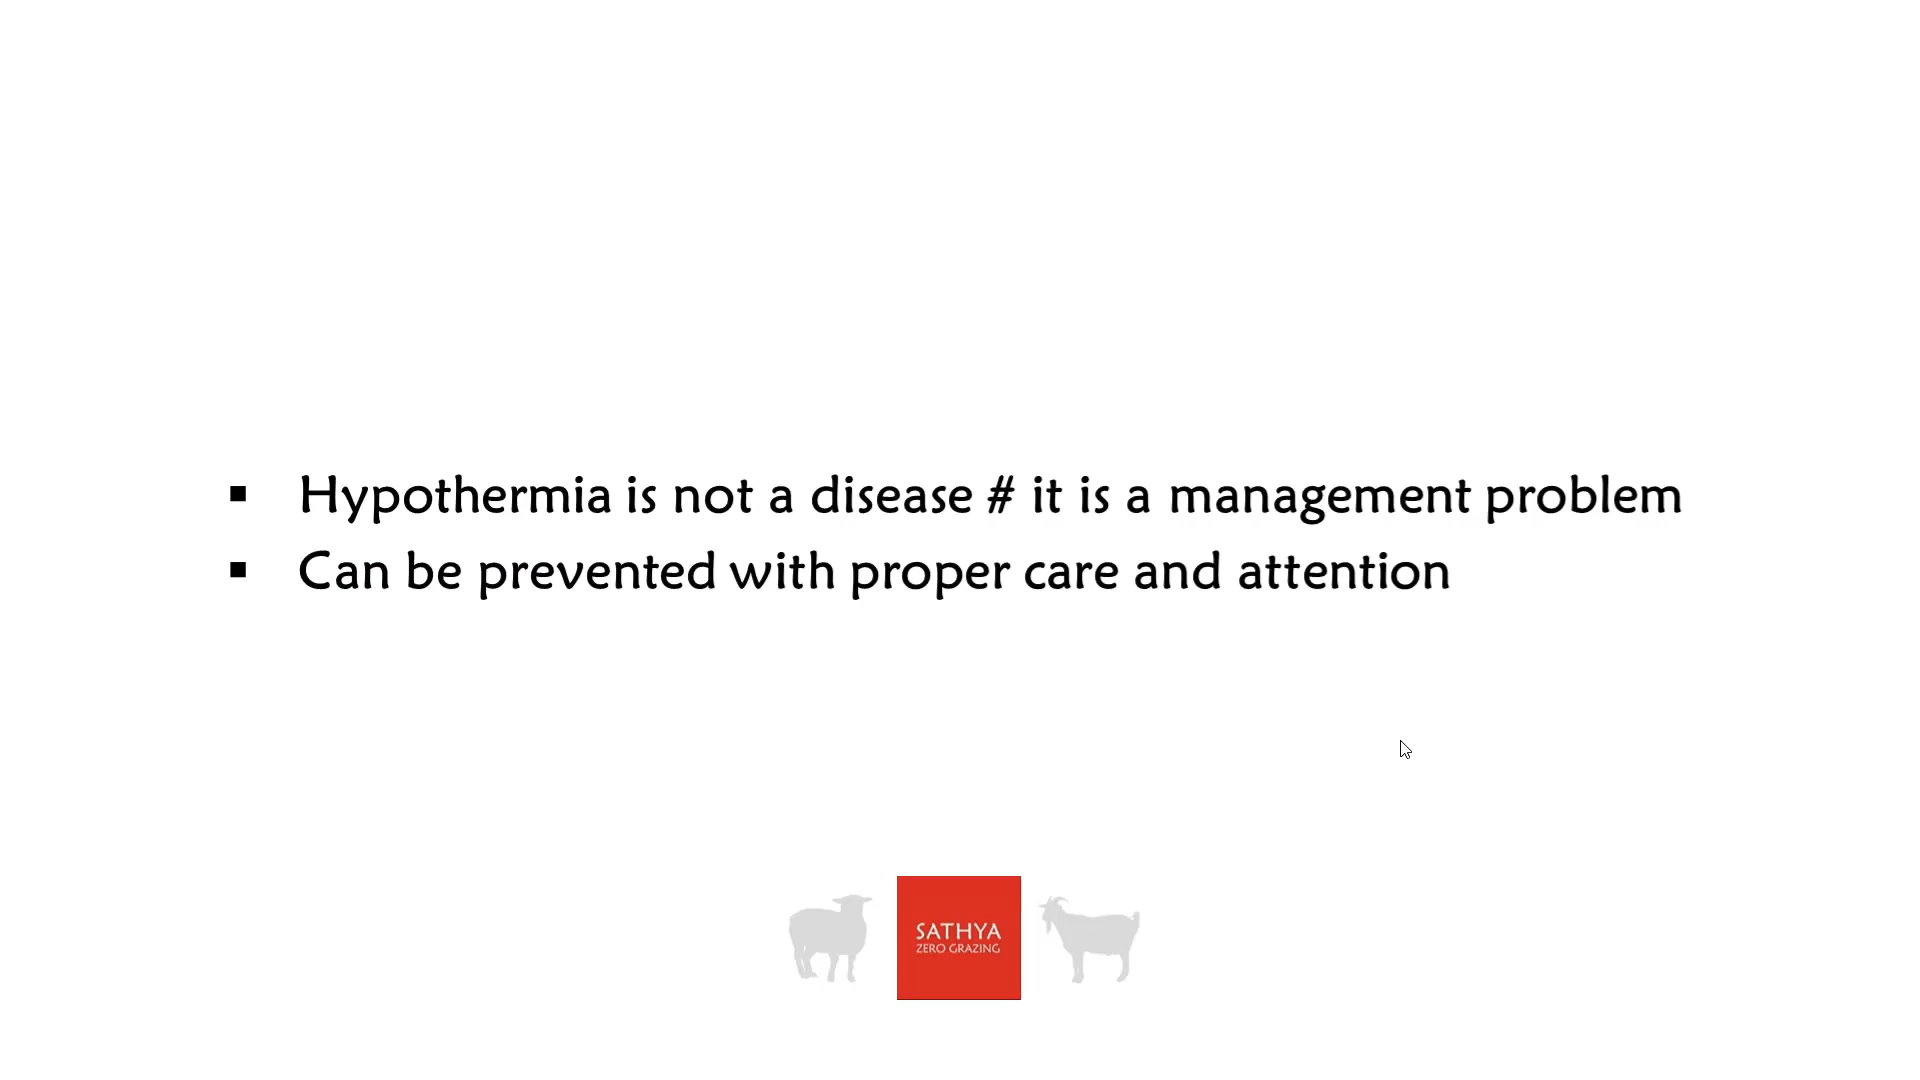 ▪ Hypothermia is not a disease # it is a management problem
▪ Can be prevented with proper care and attention
SATHYA
ZERO GRAZING